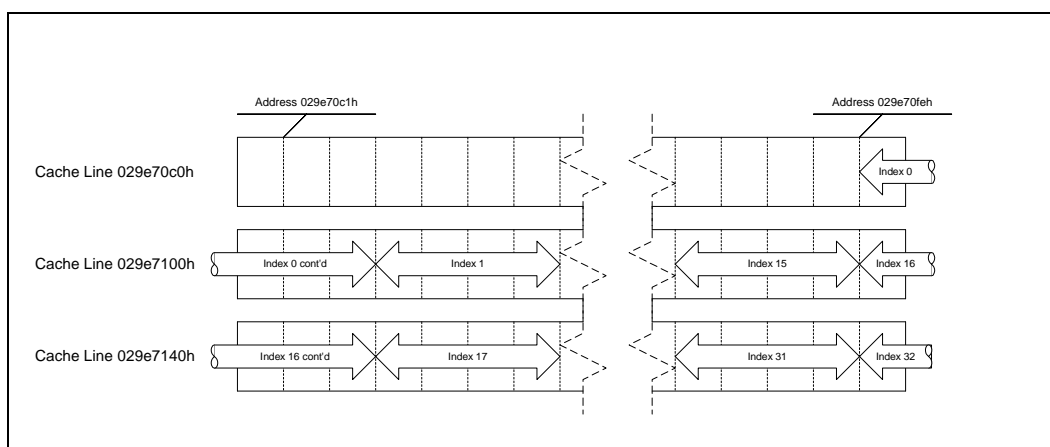 Address 029e70c1h
Address 029e70feh
Cache Line 029e70c0h
Index 0
Cache Line 029e7100h
Index 0 cont'd
Index 1
Index 15
Index 16
Cache Line 029e7140h
Index 16 cont'd
Index 17
Index 31
Index 32